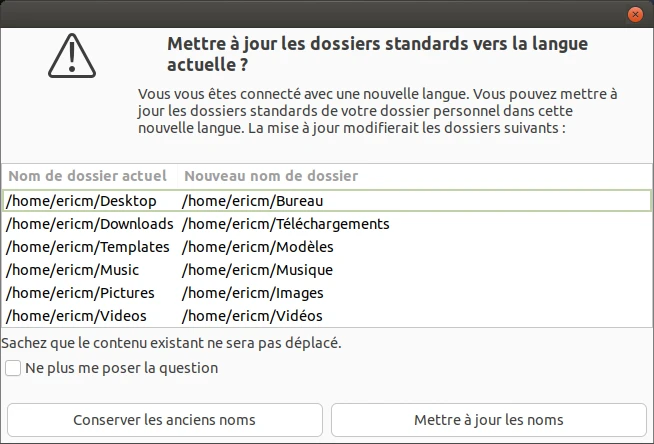 Mettre à jour les dossiers standards vers la langue
actuelle ?
Vous vous êtes connecté avec une nouvelle langue. Vous pouvez mettre à
jour les dossiers standards de votre dossier personnel dans cette
nouvelle langue. La mise à jour modifierait les dossiers suivants :
Nom de dossier actuel Nouveau nom de dossier
/home/ericm/Desktop /home/ericm/Bureau
/home/ericm/Downloads /home/ericm/Téléchargements
/home/ericm/Templates /home/ericm/Modèles
/home/ericm/Music /home/ericm/Musique
/home/ericm/Pictures /home/ericm/Images
/home/ericm/Videos /home/ericm/Vidéos
Sachez que le contenu existant ne sera pas déplacé.
Ne plus me poser la question
Conserver les anciens noms Mettre à jour les noms